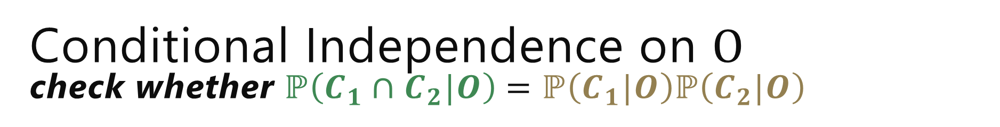 Conditional Independence on O
check whether ℙ(C₁ ∩ C₂|O) = ℙ(C₁|O)ℙ(C₂|O)